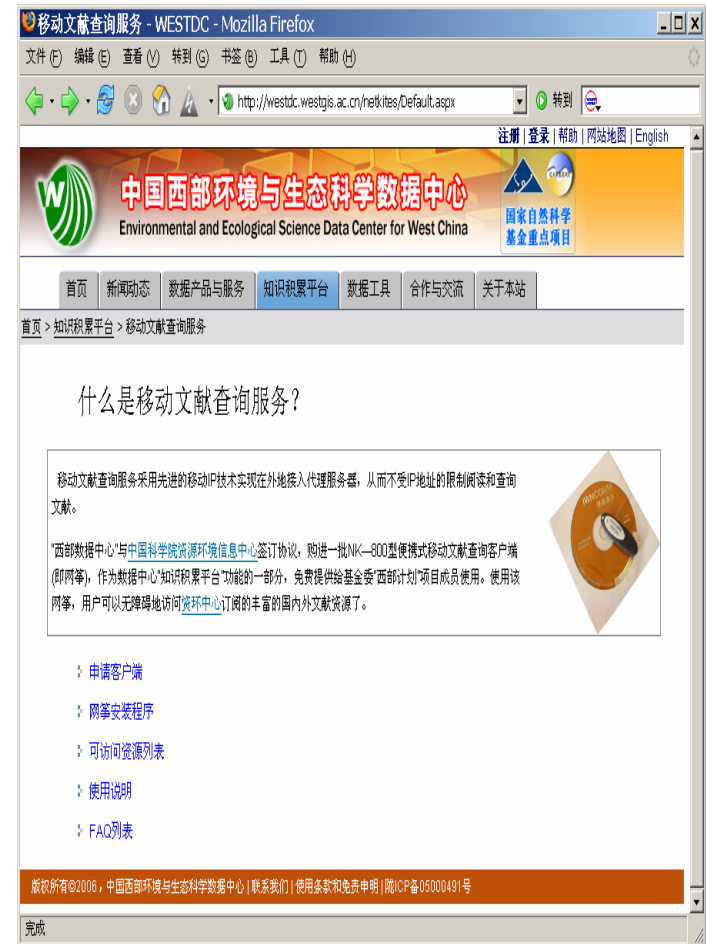 移动文献查询服务 - WESTDC - Mozilla Firefox
文件(F) 编辑(E) 查看(V) 转到(G) 书签(B) 工具(T) 帮助(H)
http://westdc.westgis.ac.cn/netkites/Default.aspx 转到
注册 | 登录 | 帮助 | 网站地图 | English
中国西部环境与生态科学数据中心
Environmental and Ecological Science Data Center for West China
国家自然科学
基金重点项目
首页 新闻动态 数据产品与服务 知识积累平台 数据工具 合作与交流 关于本站
首页 > 知识积累平台 > 移动文献查询服务
什么是移动文献查询服务?
移动文献查询服务采用先进的移动IP技术实现在外地接入代理服务器，从而不受IP地址的限制阅读和查询
文献。
"西部数据中心"与中国科学院资源环境信息中心签订协议，购进一批NK—800型便携式移动文献查询客户端
(即网筝)，作为数据中心"知识积累平台"功能的一部分，免费提供给基金委"西部计划"项目成员使用。使用该
网筝，用户可以无障碍地访问资环中心订阅的丰富的国内外文献资源了。
IWNCOMM
申请客户端
网筝安装程序
可访问资源列表
使用说明
FAQ列表
版权所有©2006，中国西部环境与生态科学数据中心 | 联系我们 | 使用条款和免责申明 | 陇ICP备05000491号
完成